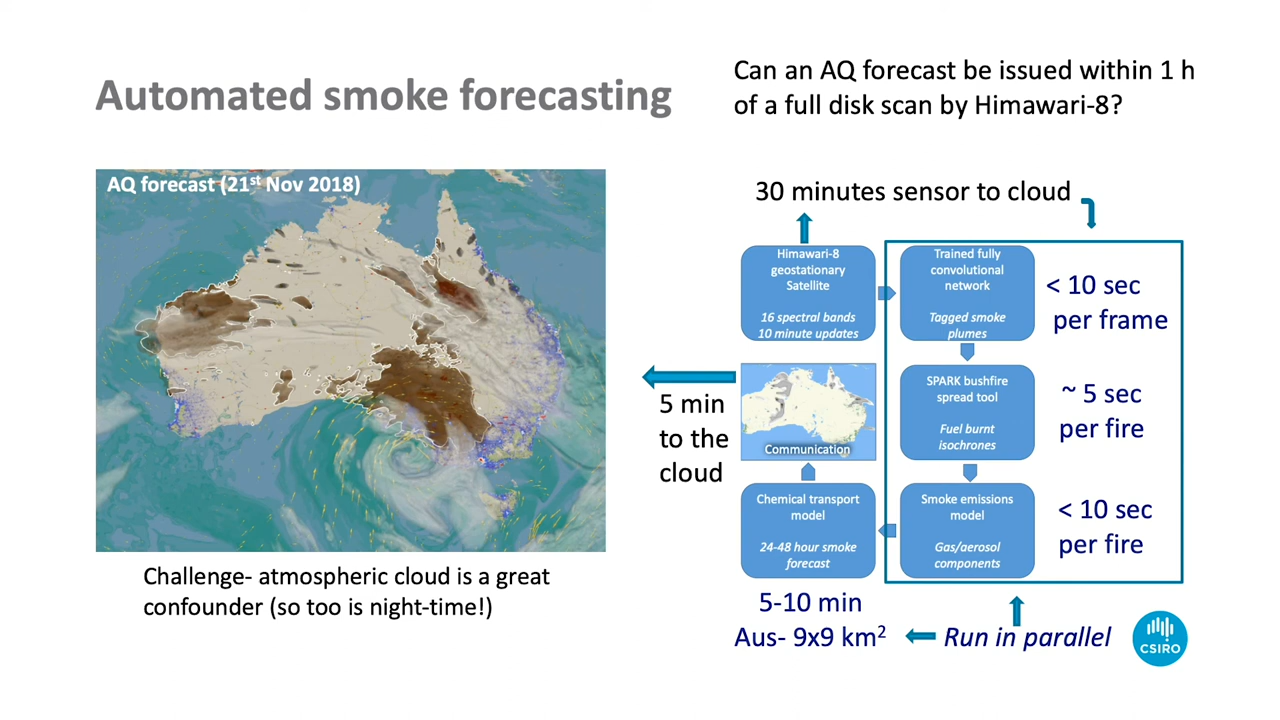 Automated smoke forecasting
Can an AQ forecast be issued within 1 h
of a full disk scan by Himawari-8?
AQ forecast (21st Nov 2018)
30 minutes sensor to cloud
Himawari-8
geostationary
Satellite
16 spectral bands
10 minute updates
Trained fully
convolutional
network
Tagged smoke
plumes
< 10 sec
per frame
SPARK bushfire
spread tool
Fuel burnt
isochrones
~ 5 sec
per fire
Smoke emissions
model
Gas/aerosol
components
< 10 sec
per fire
Chemical transport
model
24-48 hour smoke
forecast
Communication
5 min
to the
cloud
5-10 min
Aus- 9x9 km2
Run in parallel
Challenge- atmospheric cloud is a great
confounder (so too is night-time!)
CSIRO